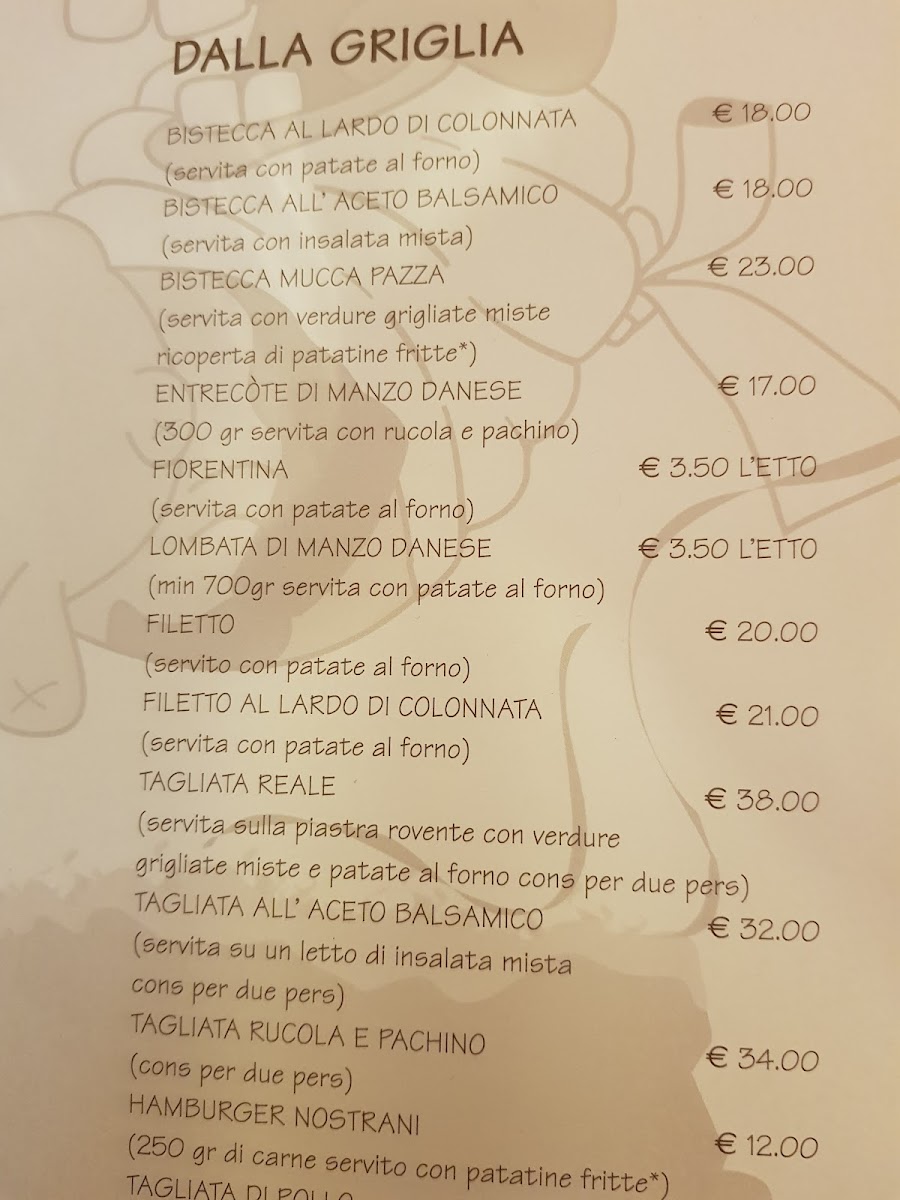 DALLA GRIGLIA
BISTECCA AL LARDO DI COLONNATA € 18.00
(servita con patate al forno)
BISTECCA ALL' ACETO BALSAMICO € 18.00
(servita con insalata mista)
BISTECCA MUCCA PAZZA € 23.00
(servita con verdure grigliate miste
ricoperta di patatine fritte*)
ENTRECÒTE DI MANZO DANESE € 17.00
(300 gr servita con rucola e pachino)
FIORENTINA € 3.50 L'ETTO
(servita con patate al forno)
LOMBATA DI MANZO DANESE € 3.50 L'ETTO
(min 700gr servita con patate al forno)
FILETTO € 20.00
(servito con patate al forno)
FILETTO AL LARDO DI COLONNATA € 21.00
(servita con patate al forno)
TAGLIATA REALE € 38.00
(servita sulla piastra rovente con verdure
grigliate miste e patate al forno cons per due pers)
TAGLIATA ALL' ACETO BALSAMICO € 32.00
(servita su un letto di insalata mista
cons per due pers)
TAGLIATA RUCOLA E PACHINO € 34.00
(cons per due pers)
HAMBURGER NOSTRANI € 12.00
(250 gr di carne servito con patatine fritte*)
TAGLIATA DI POLLO